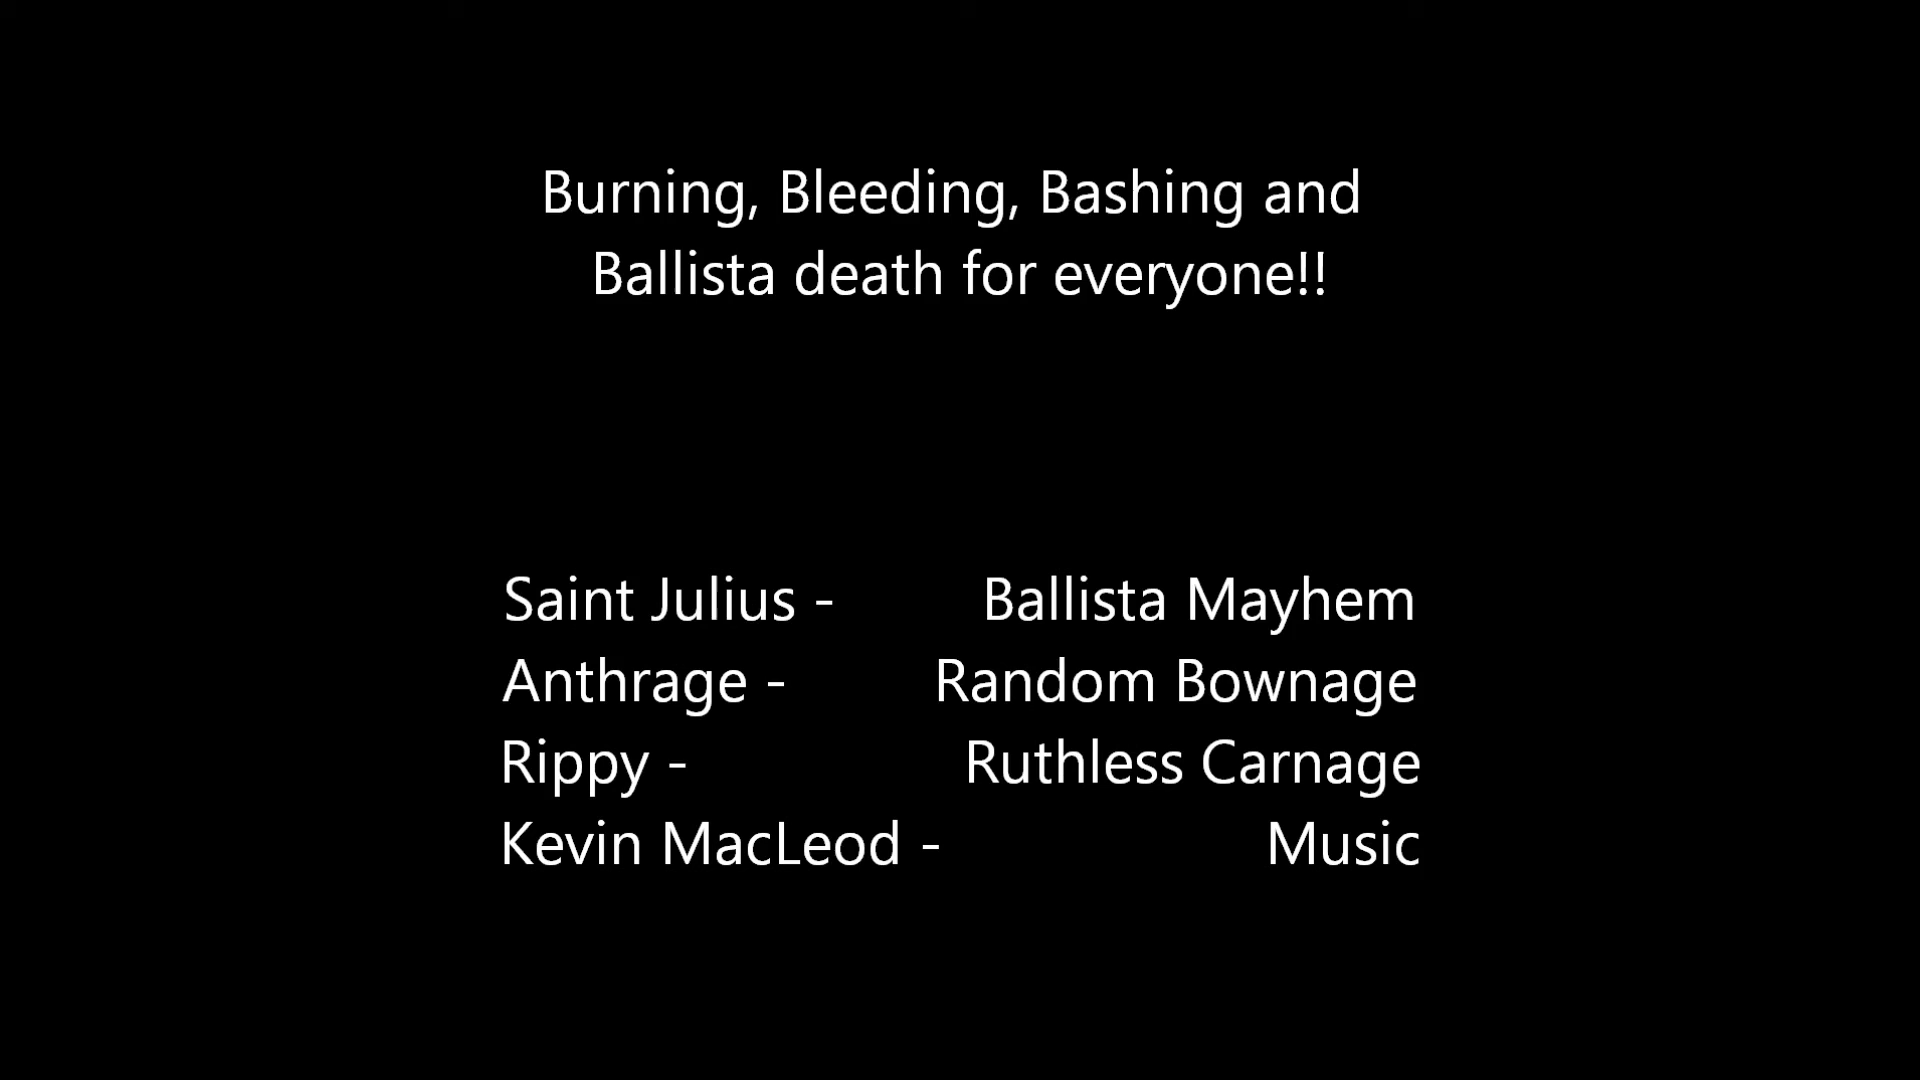 Burning, Bleeding, Bashing and
Ballista death for everyone!!
Saint Julius - Ballista Mayhem
Anthrage - Random Bownage
Rippy - Ruthless Carnage
Kevin MacLeod - Music